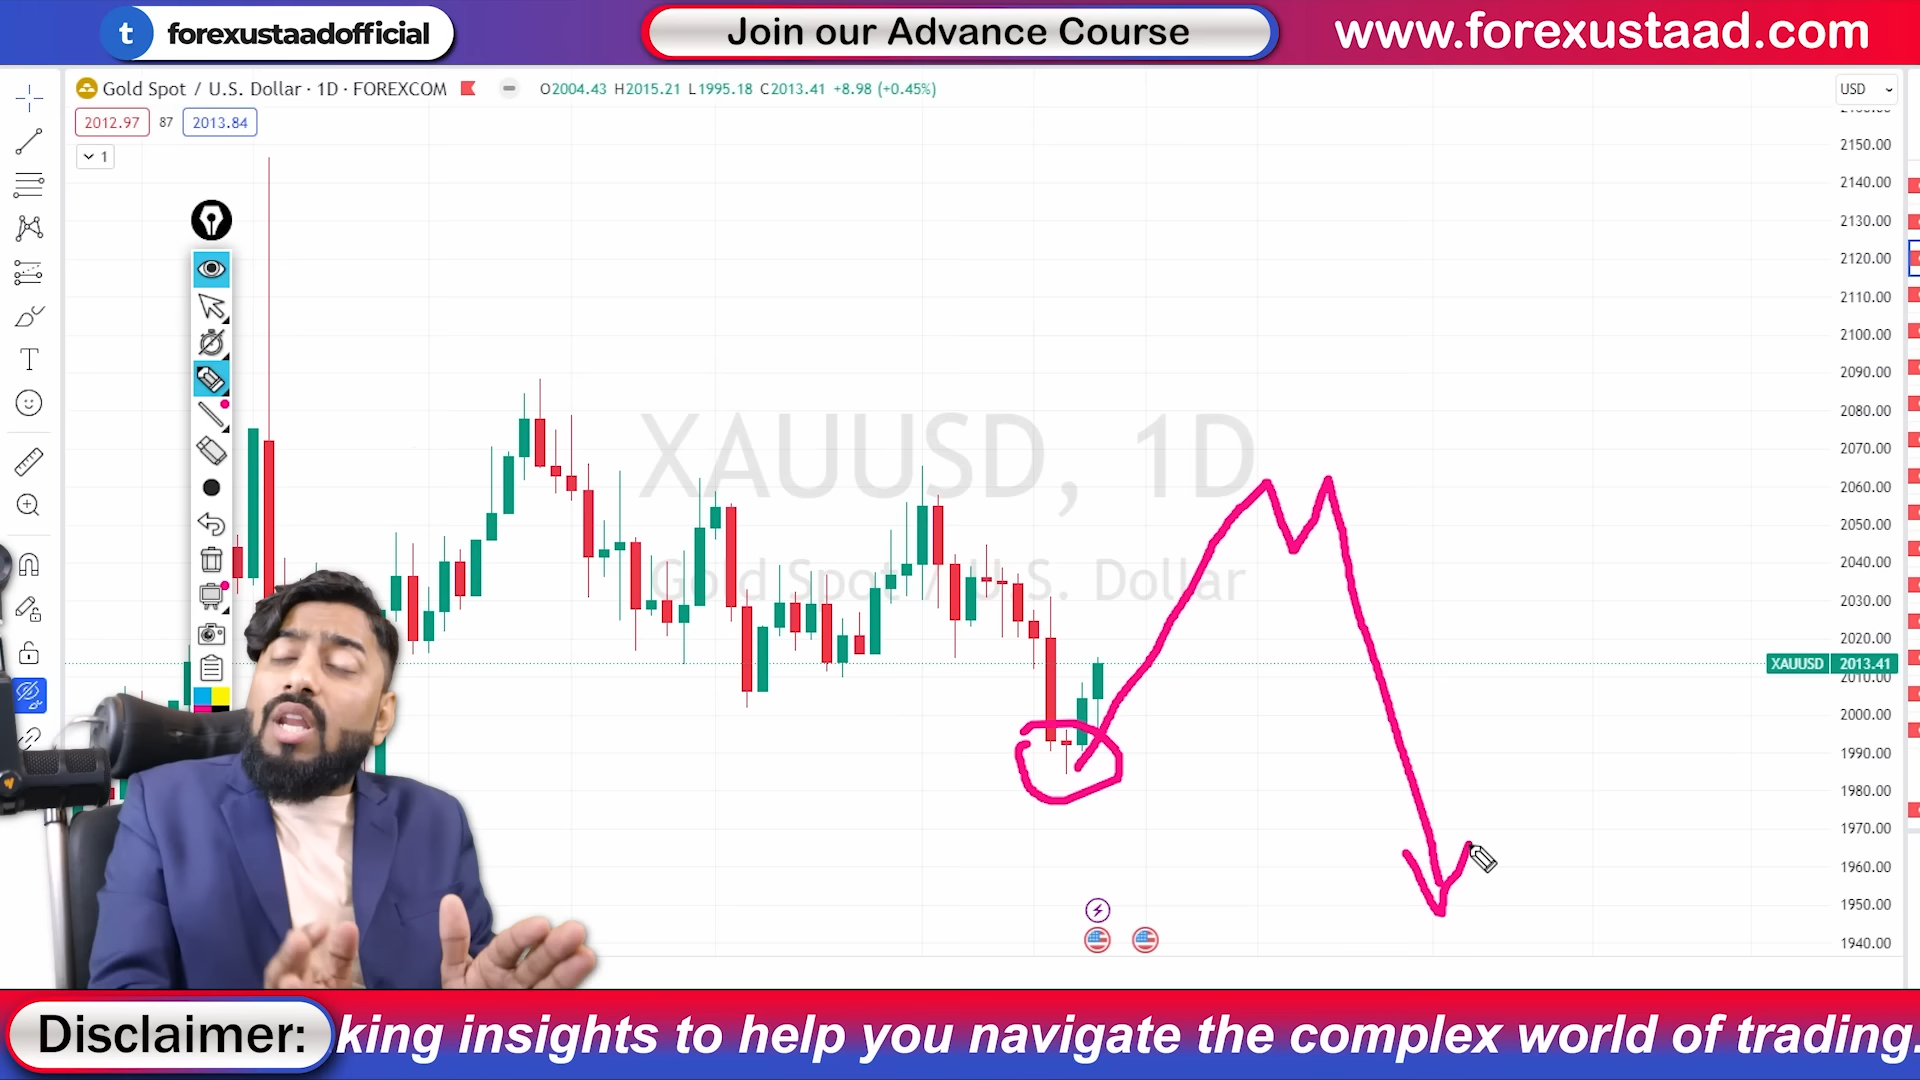 t forexustaadofficial
Join our Advance Course
www.forexustaad.com
Gold Spot / U.S. Dollar · 1D · FOREXCOM
O2004.43 H2015.21 L1995.18 C2013.41 +8.98 (+0.45%)
USD
2012.97 87 2013.84
1
2150.00
2140.00
2130.00
2120.00
2110.00
2100.00
2090.00
2080.00
2070.00
2060.00
2050.00
2040.00
2030.00
2020.00
XAUUSD 2013.41
2010.00
2000.00
1990.00
1980.00
1970.00
1960.00
1950.00
1940.00
XAUUSD, 1D
Gold Spot / U.S. Dollar
T
Disclaimer: king insights to help you navigate the complex world of trading.